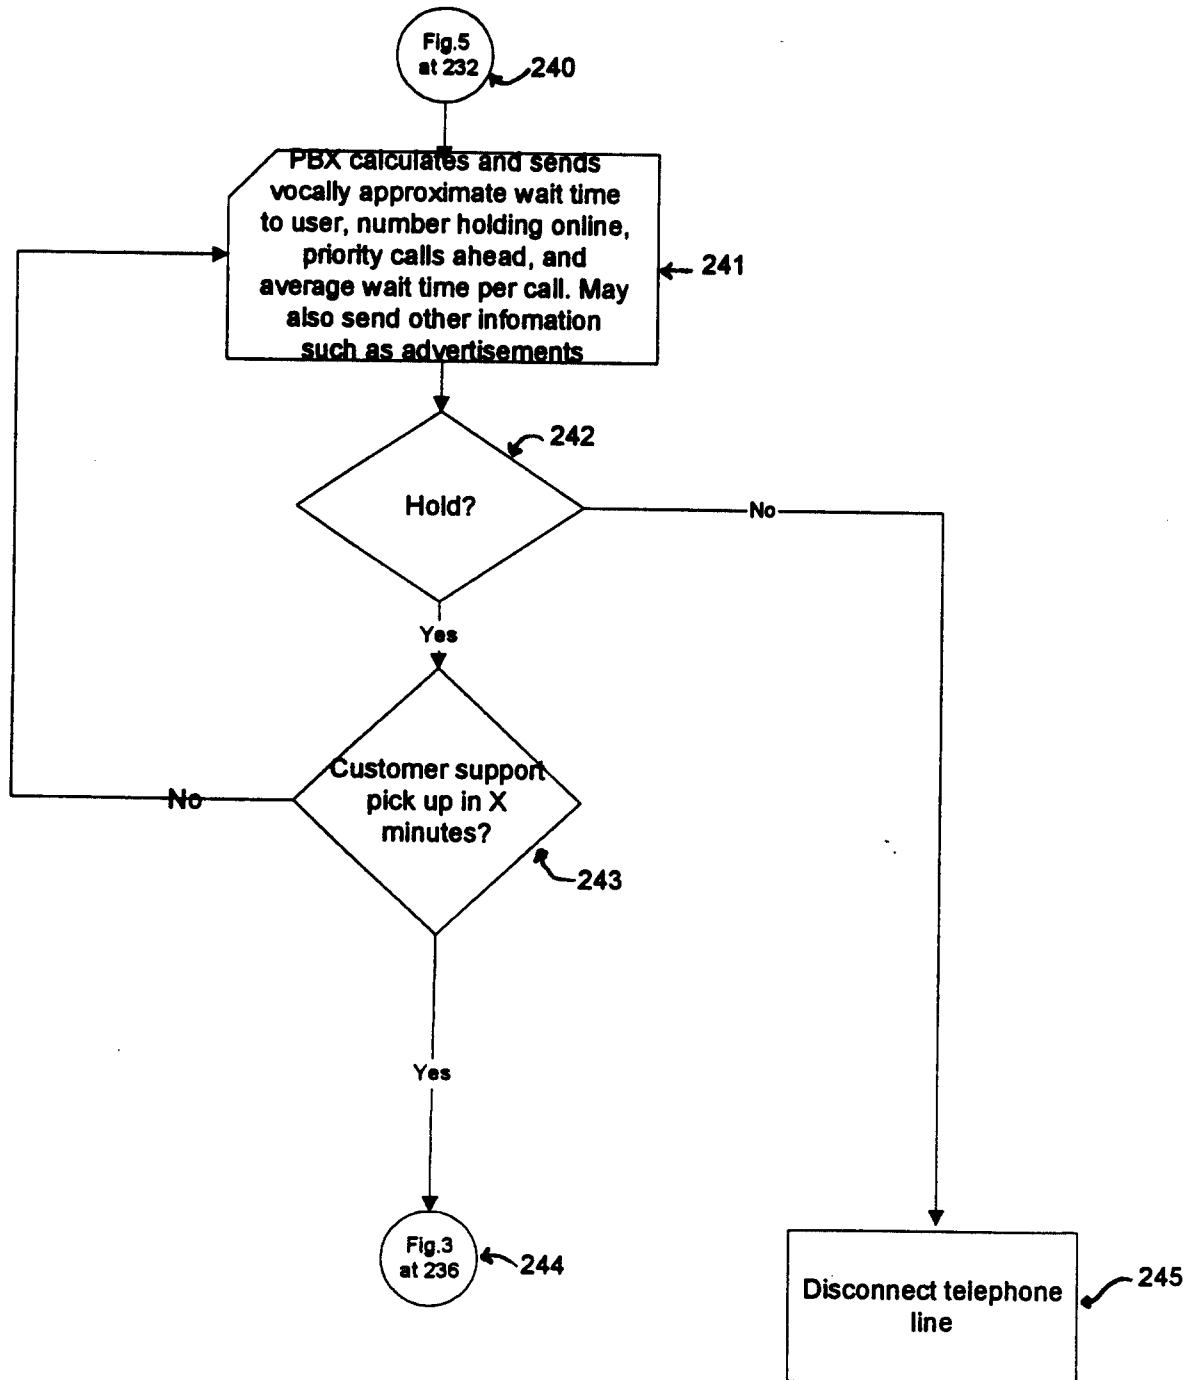 Fig.5
at 232
240
PBX calculates and sends
vocally approximate wait time
to user, number holding online,
priority calls ahead, and
average wait time per call. May
also send other infomation
such as advertisements
241
242
Hold?
No
Yes
Customer support
pick up in X
minutes?
No
243
Yes
Fig.3
at 236
244
Disconnect telephone
line
245